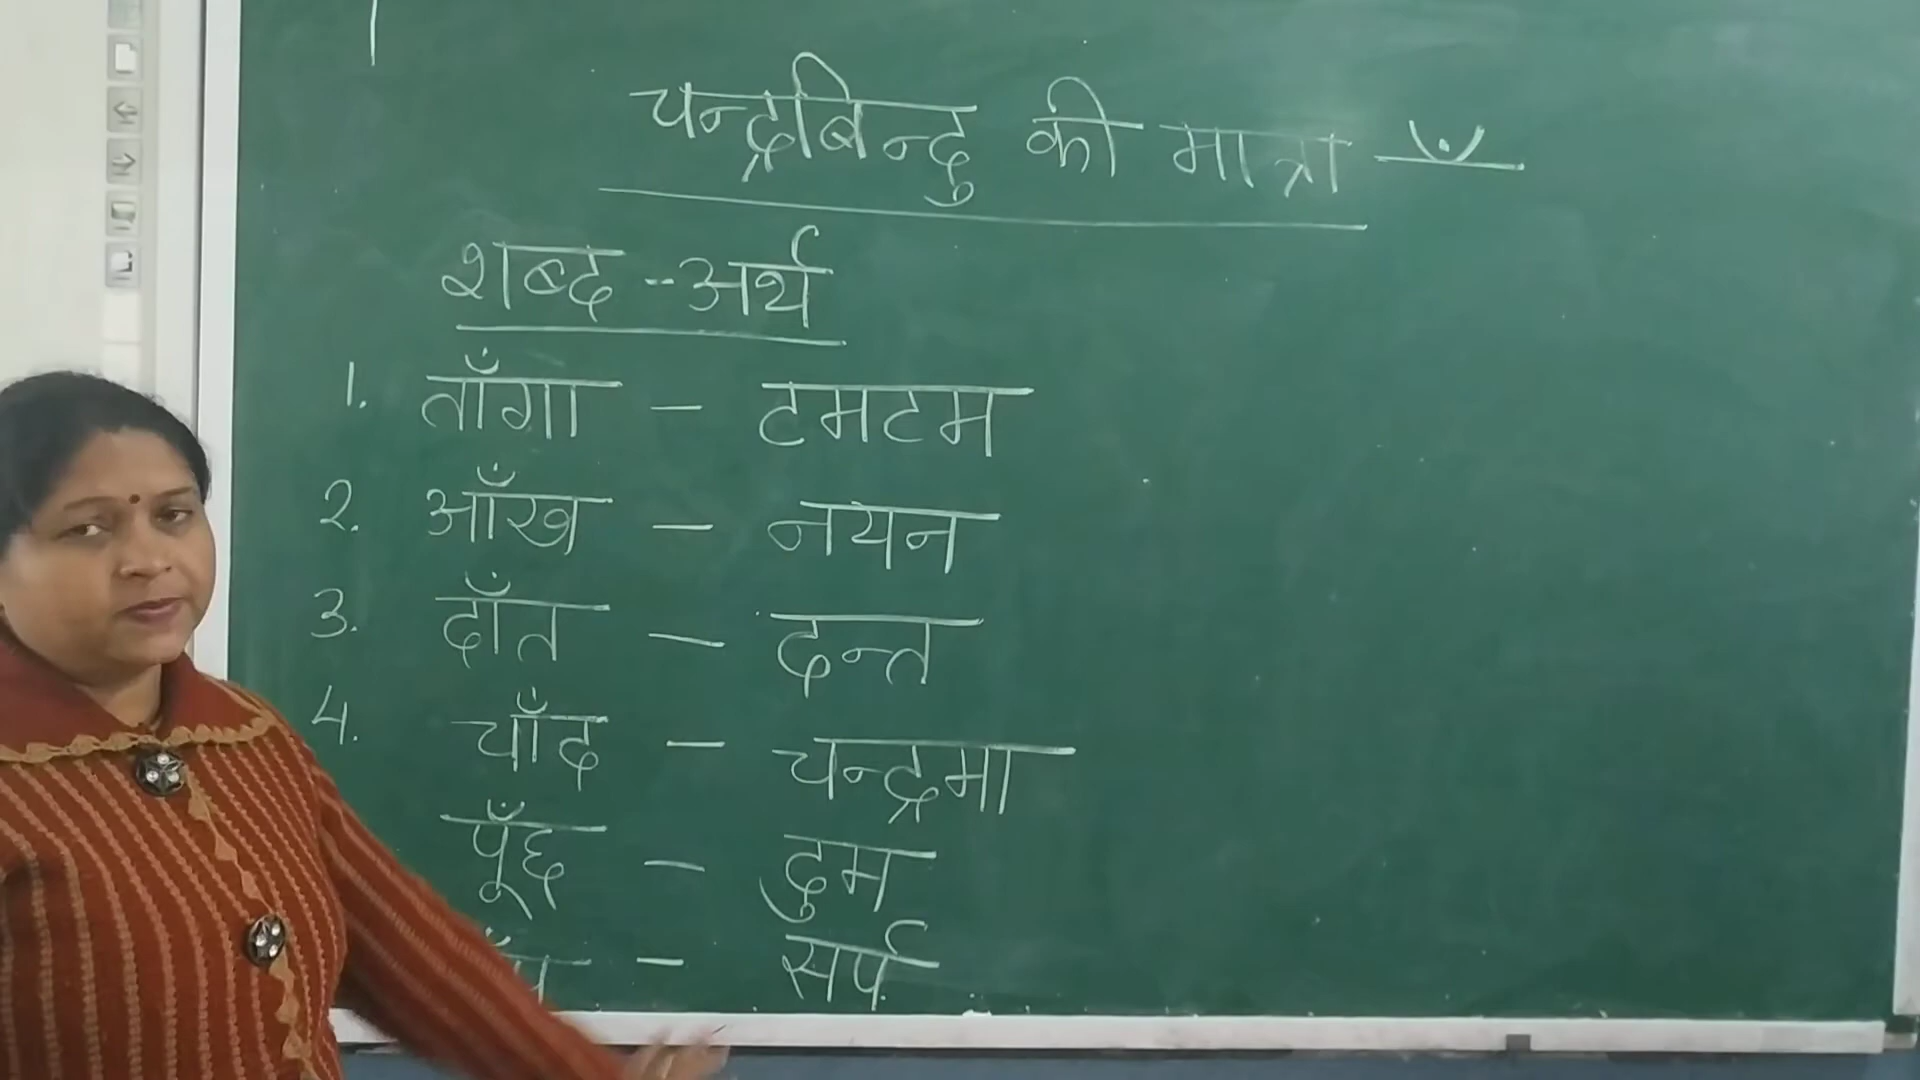 चन्द्रबिन्दु की मात्रा ँ
शब्द - अर्थ
1. ताँगा - टमटम
2. आँख - नयन
3. दाँत - दन्त
4. चाँद - चन्द्रमा
पूँछ - दुम
- सर्प